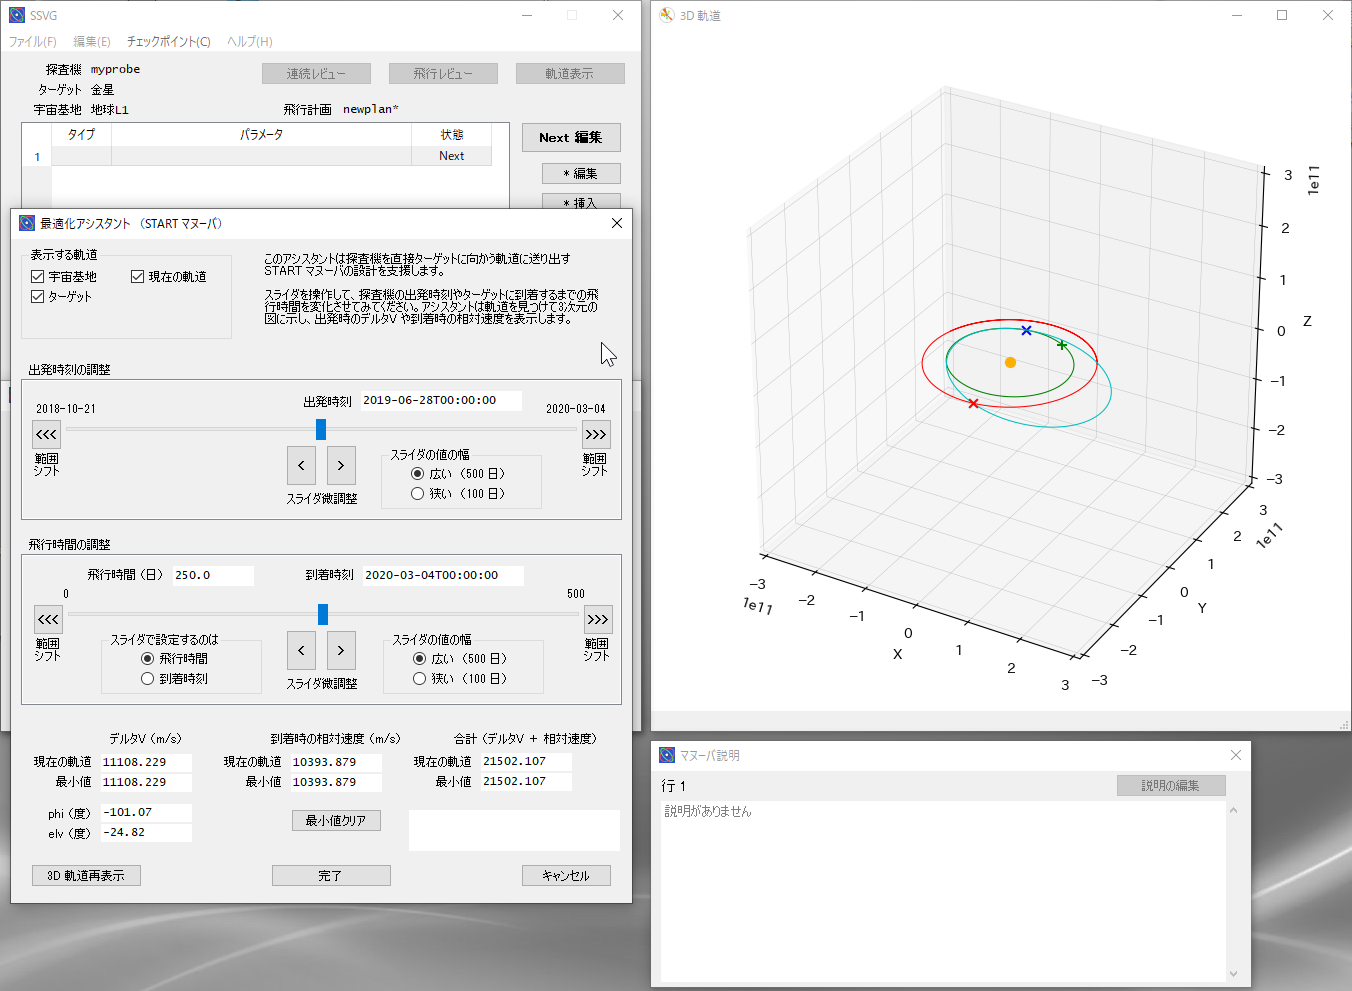 SSVG
ファイル(F) 編集(E) チェックポイント(C) ヘルプ(H)
探査機 myprobe
ターゲット 金星
宇宙基地 地球L1
連続レビュー 飛行レビュー 軌道表示
飛行計画 newplan*
タイプ パラメータ 状態
1 Next
Next 編集
* 編集
* 挿入
最適化アシスタント (START マヌーバ)
表示する軌道
宇宙基地 現在の軌道
ターゲット
このアシスタントは探査機を直接ターゲットに向かう軌道に送り出す
START マヌーバの設計を支援します。
スライダを操作して、探査機の出発時刻やターゲットに到着するまでの飛
行時間を変化させてみてください。アシスタントは軌道を見つけて3次元の
図に示し、出発時のデルタV や到着時の相対速度を表示します。
出発時刻の調整
出発時刻 2019-06-28T00:00:00
2018-10-21 2020-03-04
<<< >>>
範囲
シフト
範囲
シフト
< >
スライダ微調整
スライダの値の幅
広い (500 日)
狭い (100 日)
飛行時間の調整
飛行時間 (日) 250.0 到着時刻 2020-03-04T00:00:00
0 500
<<< >>>
範囲
シフト
範囲
シフト
スライダで設定するのは
飛行時間
到着時刻
< >
スライダ微調整
スライダの値の幅
広い (500 日)
狭い (100 日)
デルタV (m/s) 到着時の相対速度 (m/s) 合計 (デルタV + 相対速度)
現在の軌道 11108.229 現在の軌道 10393.879 現在の軌道 21502.107
最小値 11108.229 最小値 10393.879 最小値 21502.107
phi (度) -101.07
elv (度) -24.82
最小値クリア
3D 軌道再表示 完了 キャンセル
3D 軌道
3
2
1
0
−1
−2
−3
1e11
Z
3
2
1
0
−1
−2
−3
1e11
Y
−3
−2
−1
0
1
2
3
1e11
X
マヌーバ説明
行 1
説明の編集
説明がありません